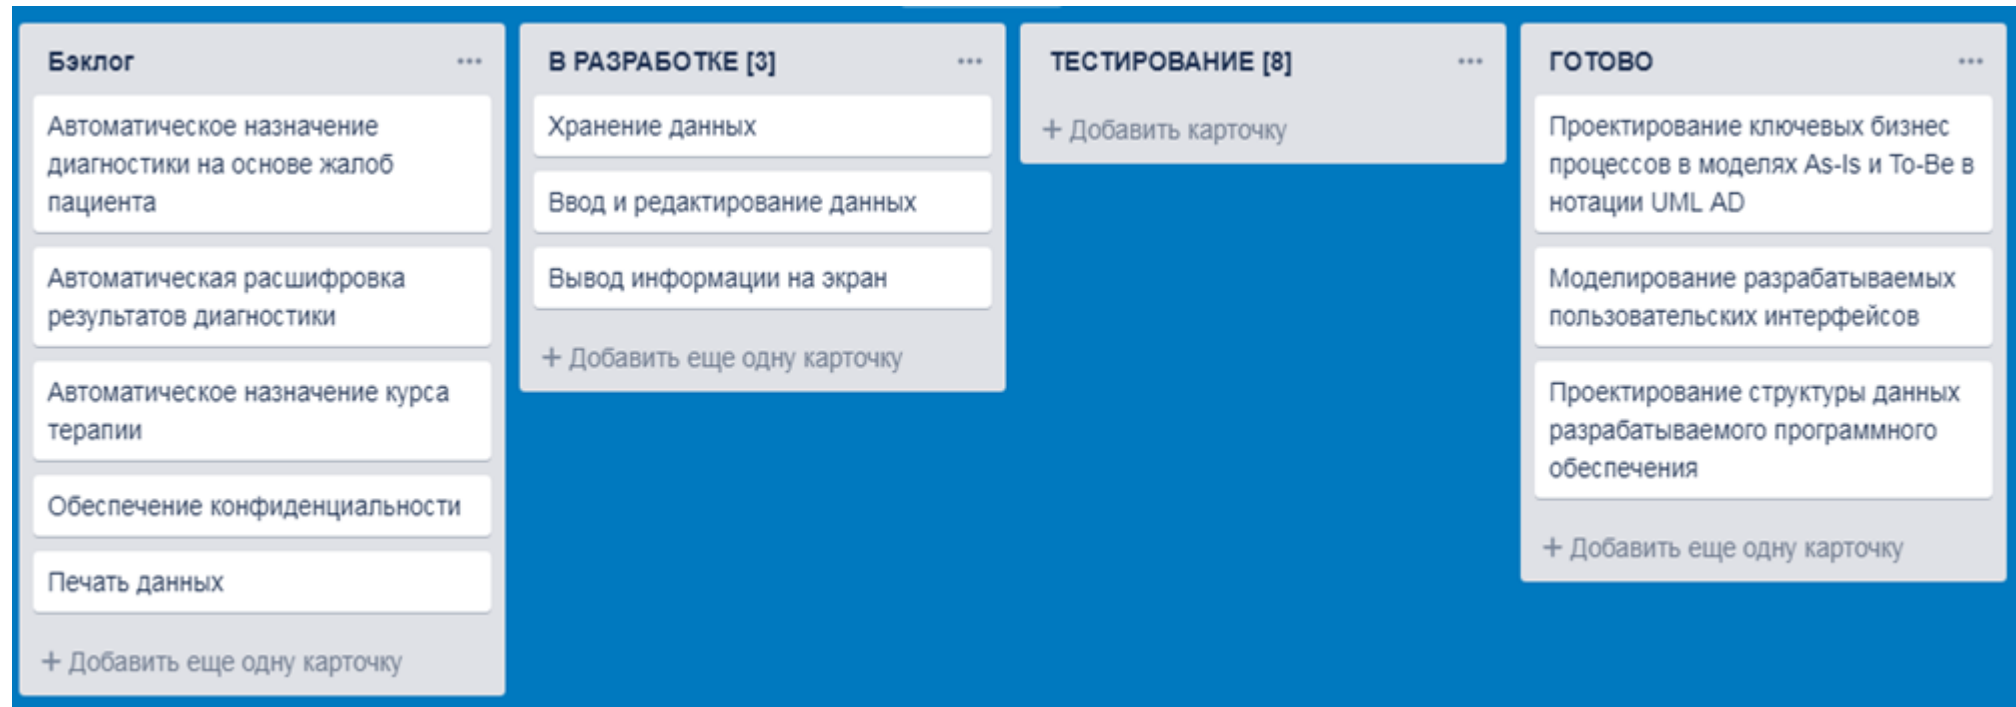 Бэклог
Автоматическое назначение
диагностики на основе жалоб
пациента
Автоматическая расшифровка
результатов диагностики
Автоматическое назначение курса
терапии
Обеспечение конфиденциальности
Печать данных
+ Добавить еще одну карточку
В РАЗРАБОТКЕ [3]
Хранение данных
Ввод и редактирование данных
Вывод информации на экран
+ Добавить еще одну карточку
ТЕСТИРОВАНИЕ [8]
+ Добавить карточку
ГОТОВО
Проектирование ключевых бизнес
процессов в моделях As-Is и To-Be в
нотации UML AD
Моделирование разрабатываемых
пользовательских интерфейсов
Проектирование структуры данных
разрабатываемого программного
обеспечения
+ Добавить еще одну карточку